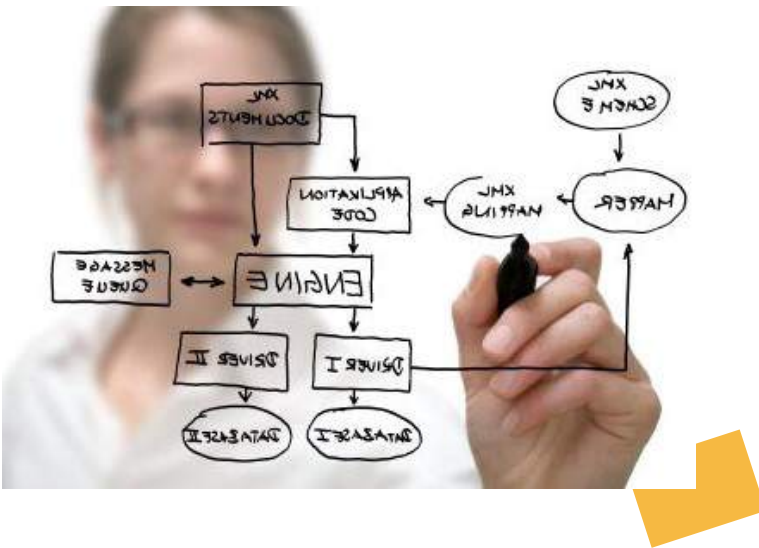 XML
DOCUMENTS
XML
SCHEME
APPLIKATION
CODE
XML
MAPPING
MAPPER
MESSAGE
QUEUE
ENGINE
DRIVER II
DRIVER I
DATABASE II
DATABASE I